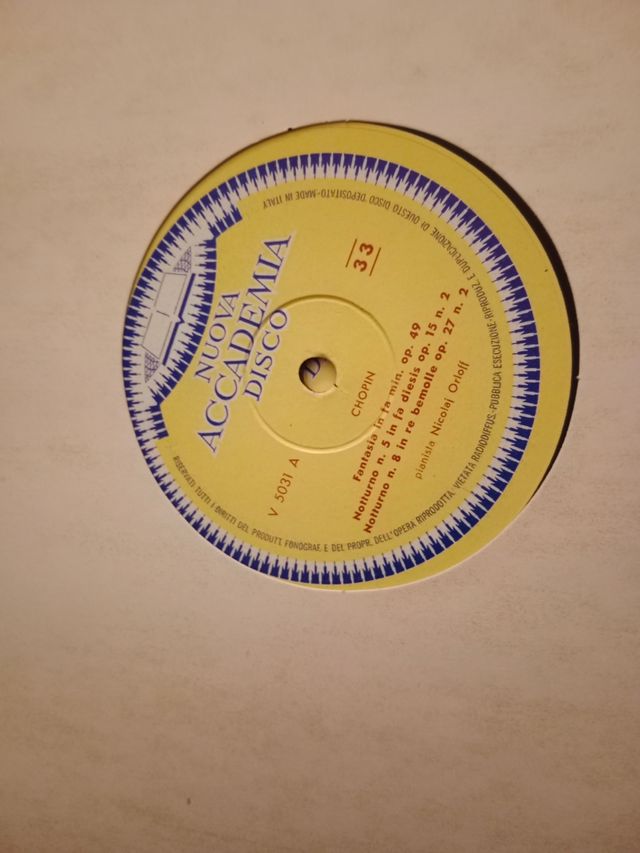 NUOVA
ACCADEMIA
DISCO
33
V 5031 A
CHOPIN
Fantasia in fa min. op. 49
Notturno n. 5 in fa diesis op. 15 n. 2
Notturno n. 8 in re bemolle op. 27 n. 2
pianista Nicolai Orloff
RISERVATI TUTTI I DIRITTI DEL PRODUTT. FONOGRAF. E DEL PROPR. DELL'OPERA RIPRODOTTA. VIETATA RADIODIFFUS.-PUBBLICA ESECUZIONE-RIPRODUZ. E DUPLICAZIONE DI QUESTO DISCO DEPOSITATO-MADE IN ITALY